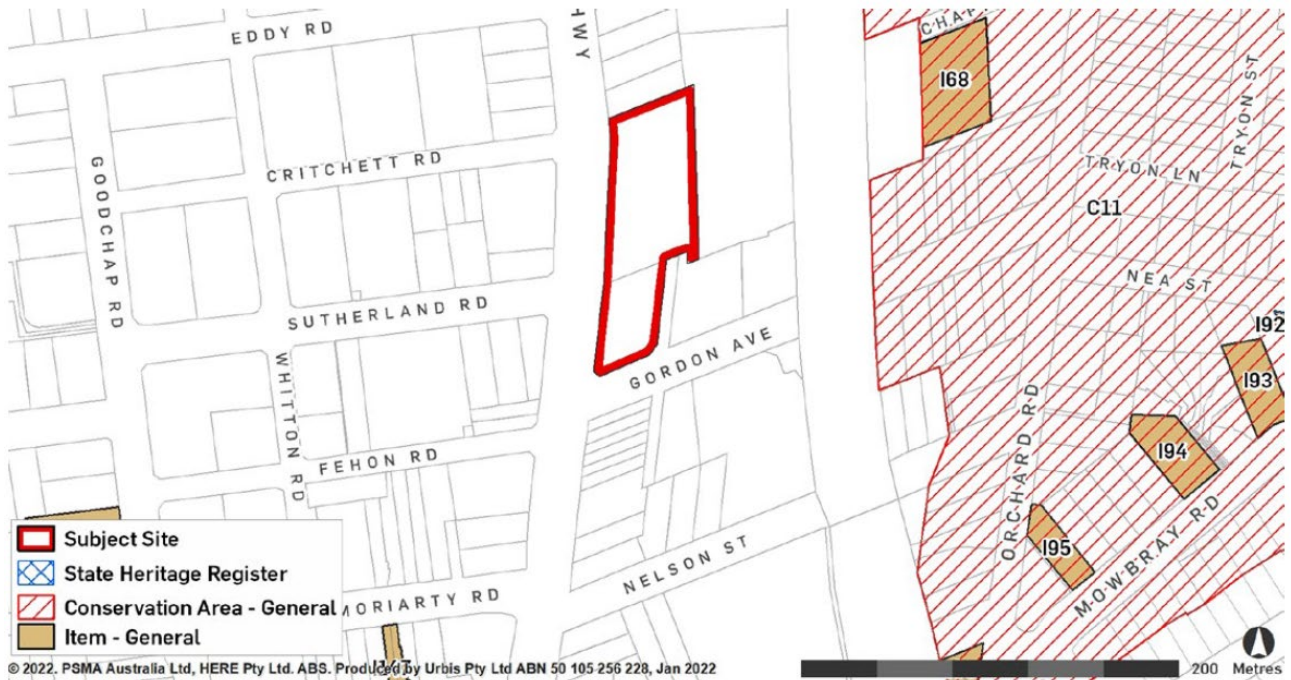 EDDY RD
HWY
CHAP
I68
TRYON ST
CRITCHETT RD
TRYON LN
GOODCHAP RD
C11
NEA ST
SUTHERLAND RD
I92
GORDON AVE
I93
WHITTON RD
ORCHARD RD
I94
FEHON RD
MOWBRAY RD
I95
NELSON ST
MORIARTY RD
Subject Site
State Heritage Register
Conservation Area - General
Item - General
© 2022. PSMA Australia Ltd, HERE Pty Ltd. ABS. Produced by Urbis Pty Ltd ABN 50 105 256 228, Jan 2022
200 Metres